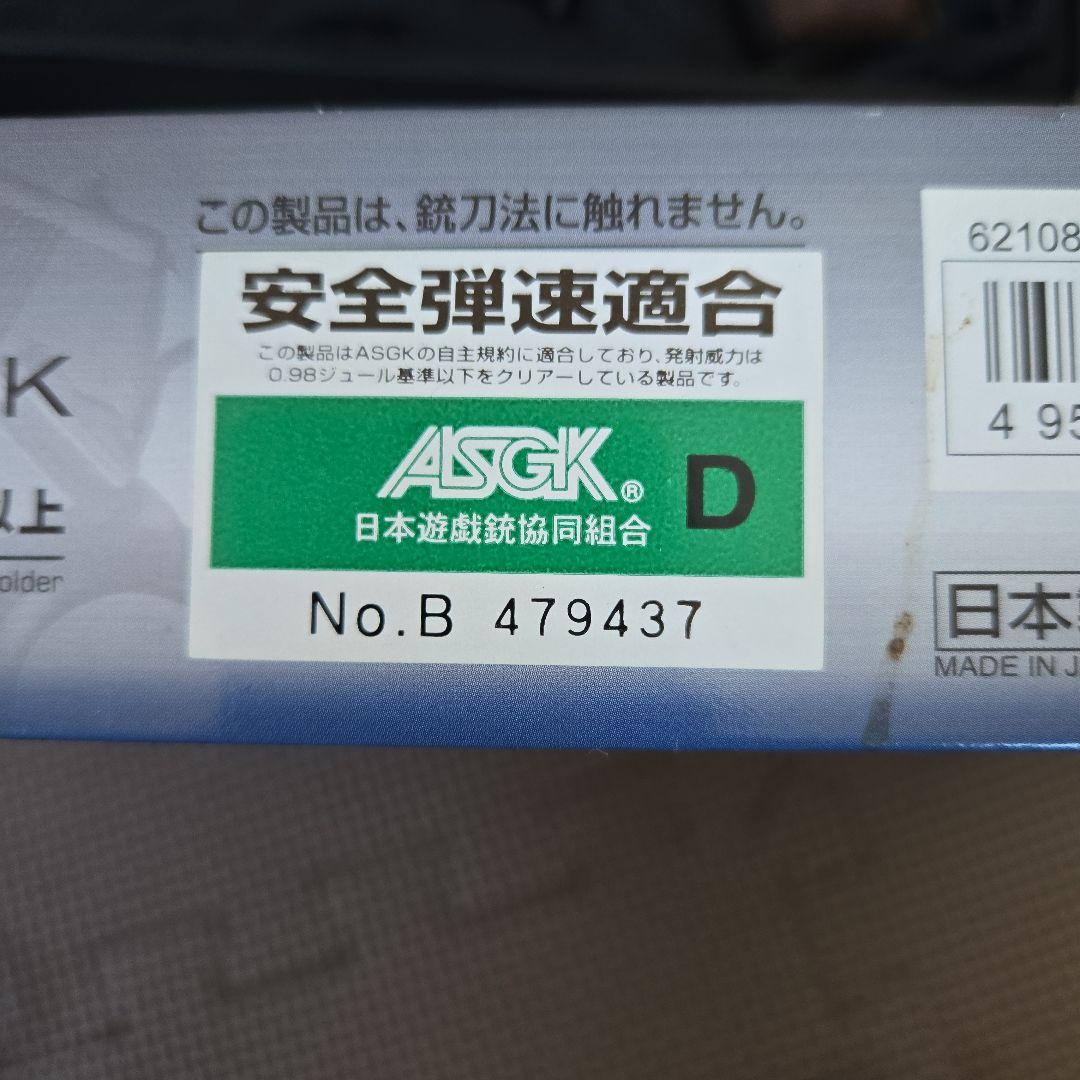 この製品は、銃刀法に触れません。
安全弾速適合
この製品はASGKの自主規約に適合しており、発射威力は
0.98ジュール基準以下をクリアーしている製品です。
ASGK®
D
日本遊戯銃協同組合
No.B 479437
K
以上
older
62108
4 95
日本
MADE IN J